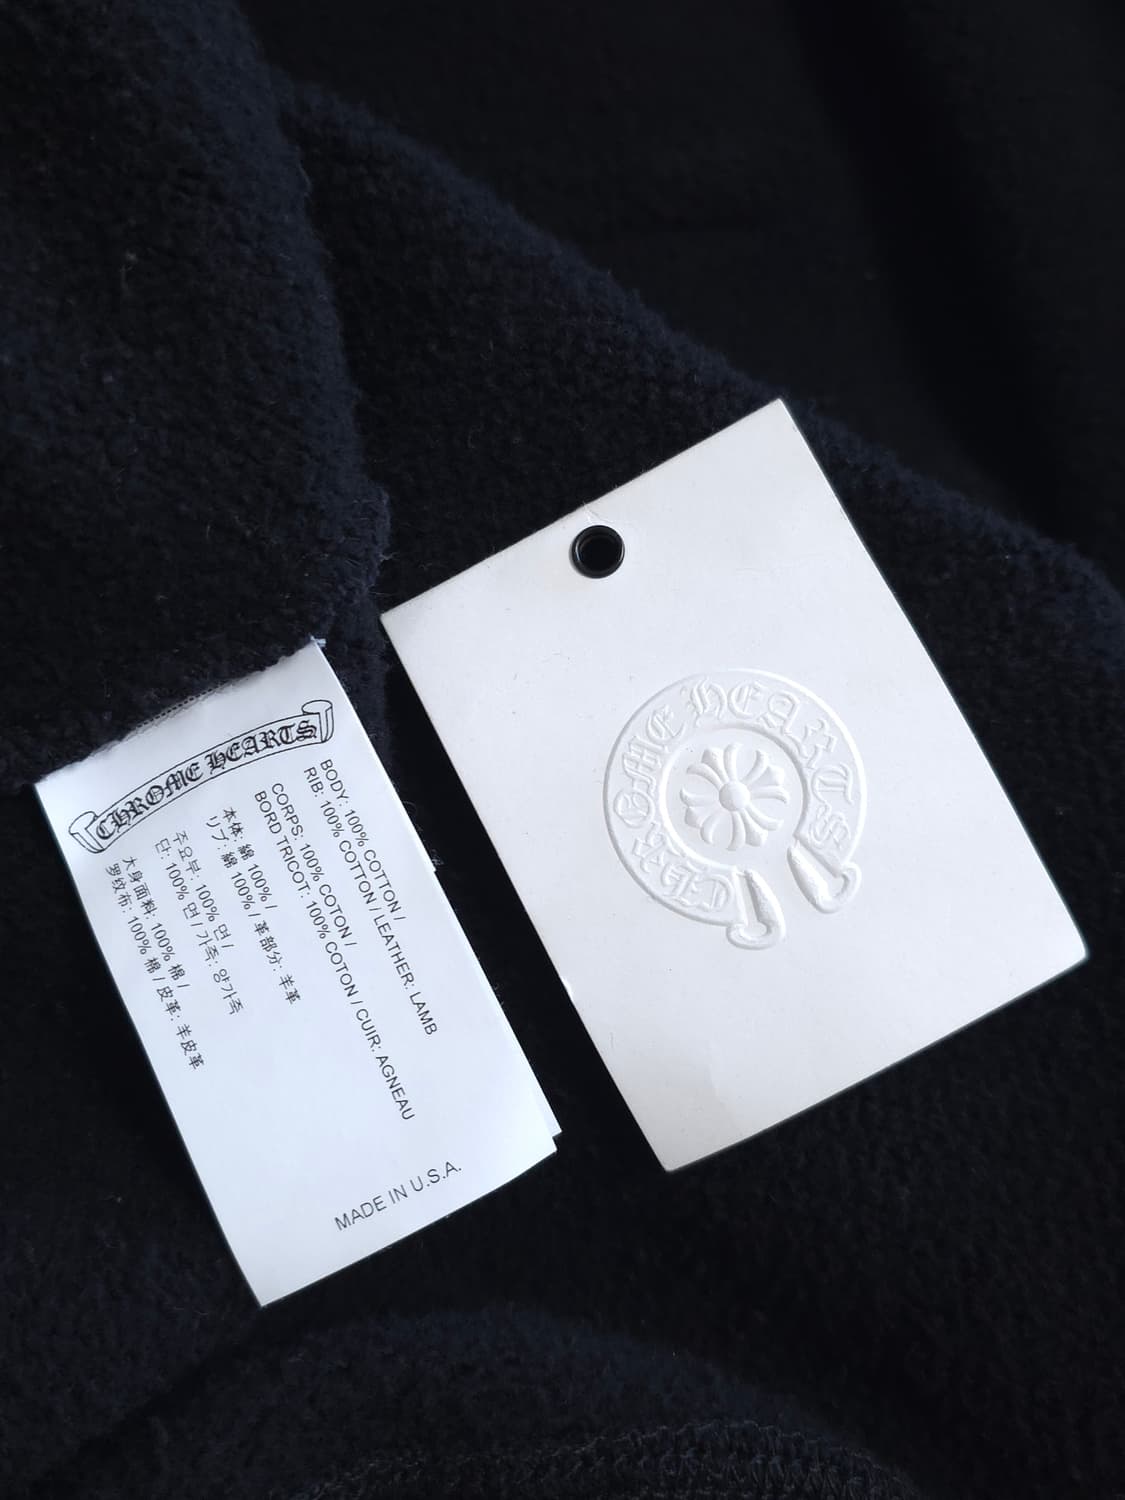 CHROME HEARTS
BODY: 100% COTTON /
RIB: 100% COTTON / LEATHER: LAMB
CORPS: 100% COTON /
BORD TRICOT: 100% COTON / CUIR: AGNEAU
本体: 綿 100% /
リブ: 綿 100% / 革部分: 羊革
주요부: 100% 면 /
단: 100% 면 / 가족: 양가죽
大身面料: 100% 棉 /
罗纹布: 100% 棉 / 皮革: 羊皮革
MADE IN U.S.A.
CHROME HEARTS